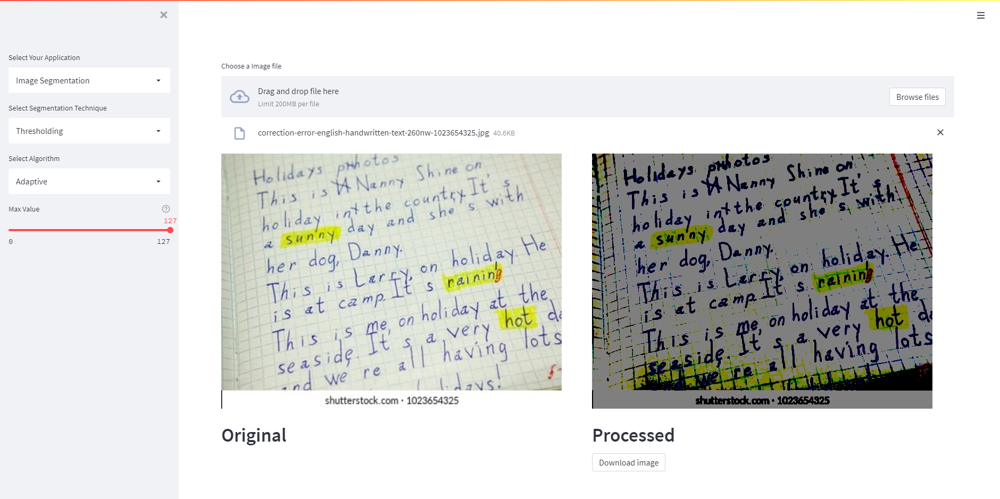 ×
Select Your Application
Image Segmentation
Select Segmentation Technique
Thresholding
Select Algorithm
Adaptive
Max Value
?
127
0 127
Choose a Image file
Drag and drop file here
Limit 200MB per file
Browse files
correction-error-english-handwritten-text-260nw-1023654325.jpg 40.6KB
Holidays photos
This is A Nanny Shine on
holiday in the country It's
a sunny day and she's with
her dog, Danny.
This is Larry, on holiday. He
is at camp. It s raining
This is me, on holiday at the
seaside. It's a very hot da
and we re all having lots
shutterstock.com · 1023654325
Original
Holidays photos
This is A Nanny Shine on
holiday in the country It's
a sunny day and she's with
her dog, Danny.
This is Larry, on holiday. He
is at camp. It s raining
This is me, on holiday at the
seaside. It's a very hot da
and we re all having lots
shutterstock.com · 1023654325
Processed
Download image